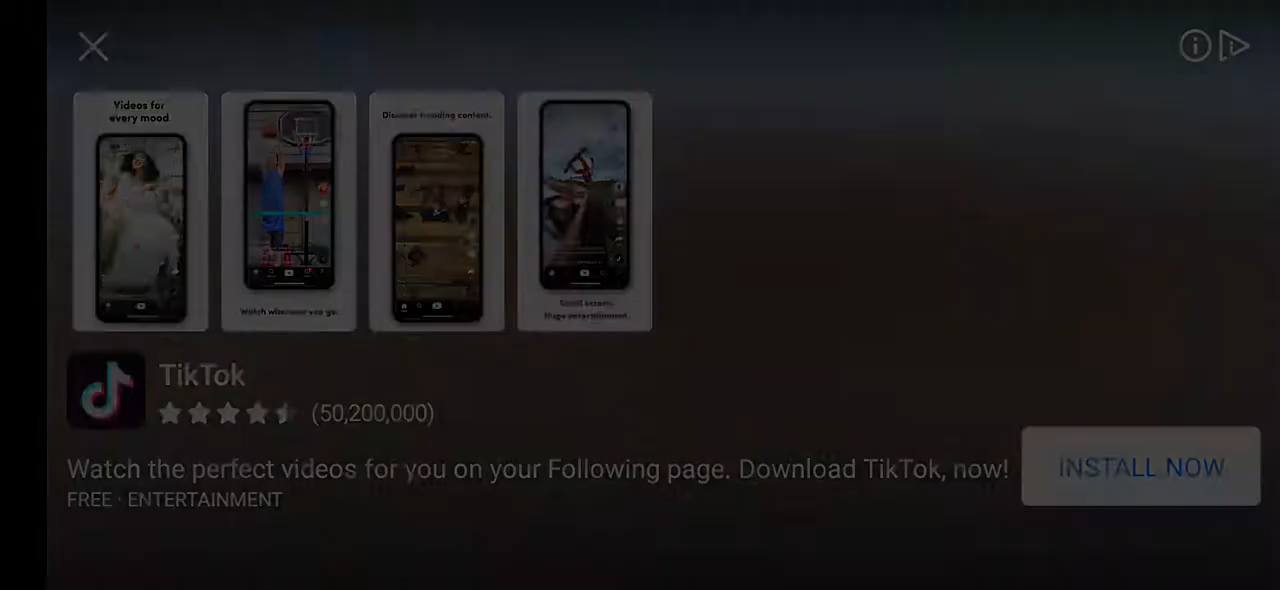 Videos for
every mood.
Discover trending content.
Watch wherever you go.
Small screen.
Huge entertainment.
TikTok
(50,200,000)
Watch the perfect videos for you on your Following page. Download TikTok, now!
FREE · ENTERTAINMENT
INSTALL NOW